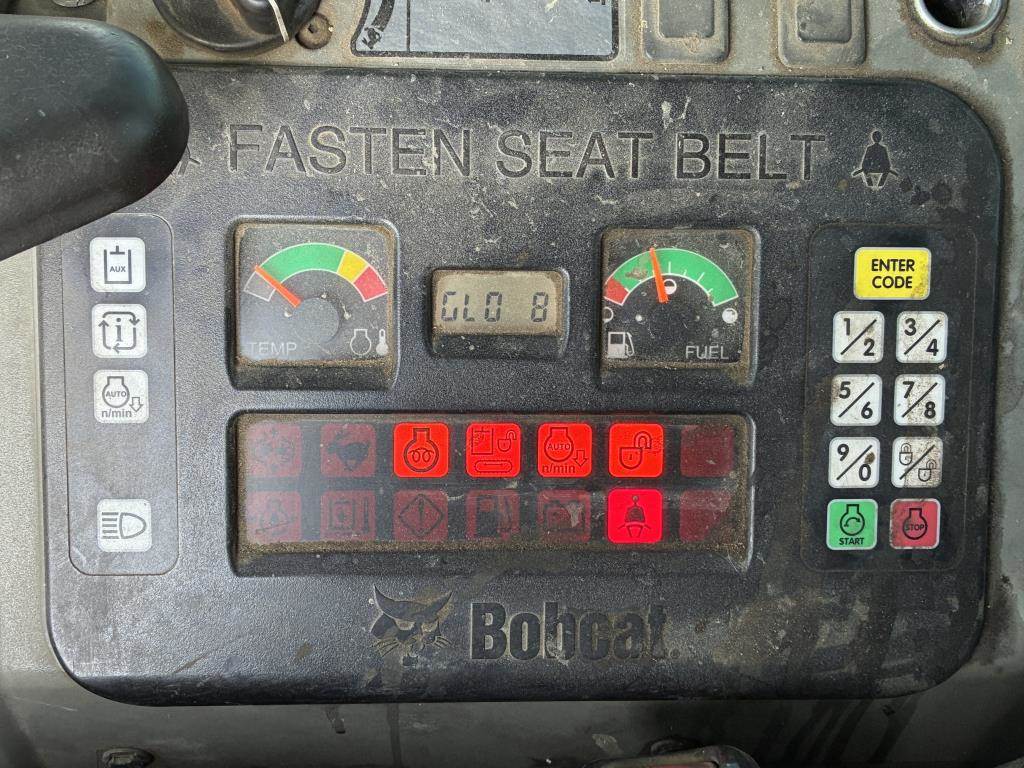 FASTEN SEAT BELT
AUX
i
AUTO
n/min
TEMP
GLO 8
FUEL
AUTO
n/min
ENTER
CODE
1/2
3/4
5/6
7/8
9/0
START
STOP
Bobcat